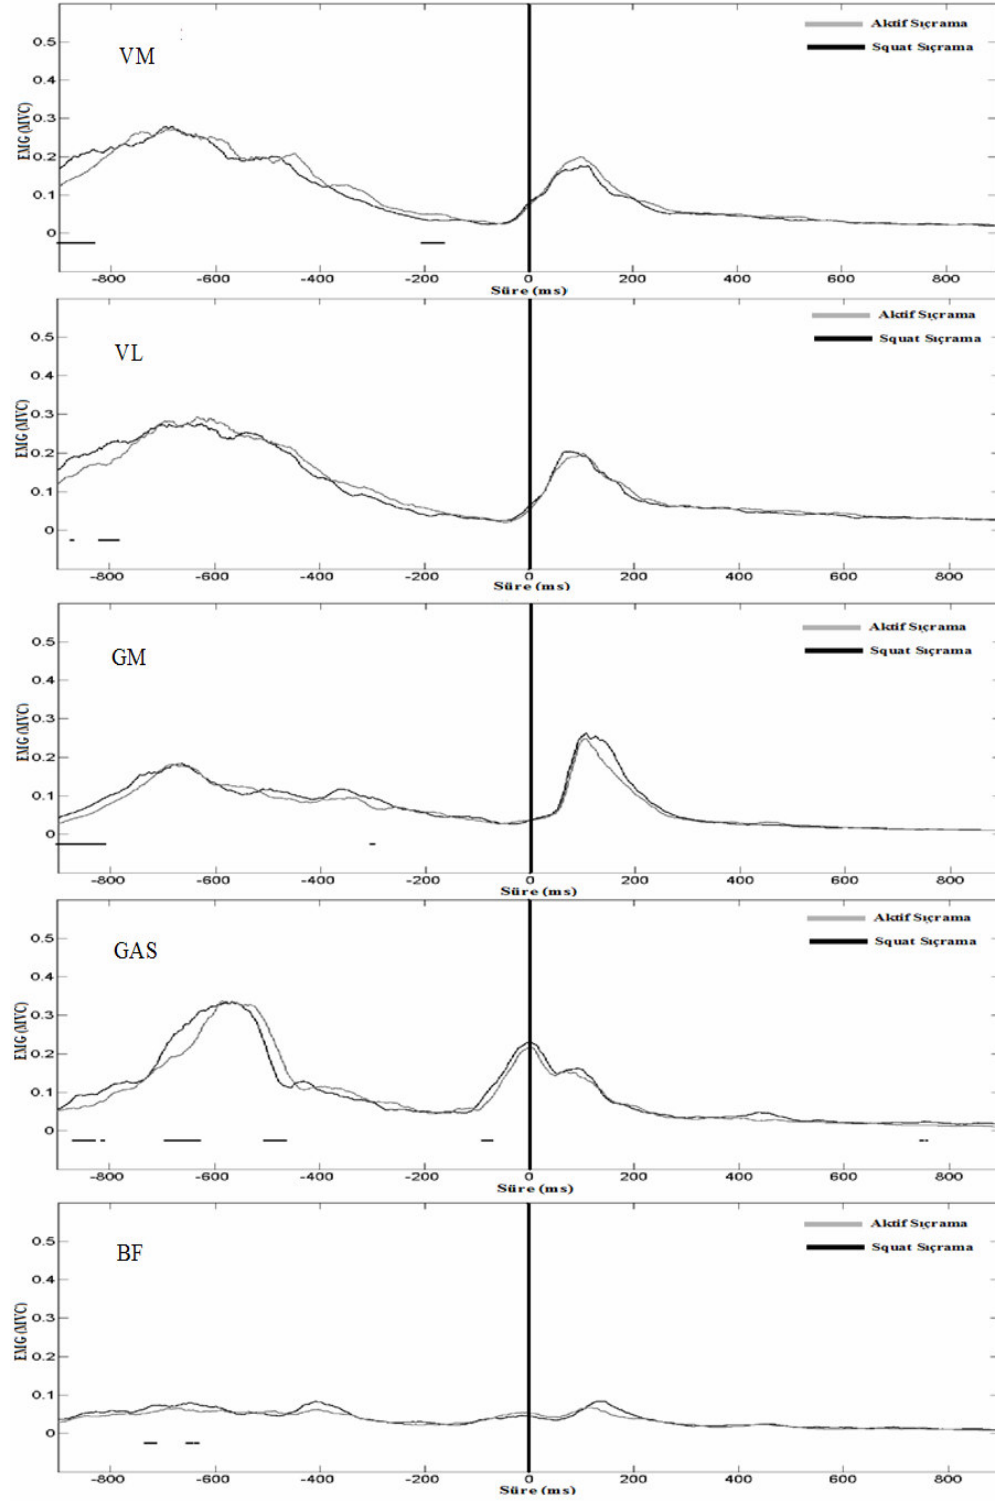 VM
Aktif Sıçrama
Squat Sıçrama
EMG (MVC)
0.5
0.4
0.3
0.2
0.1
0
-800 -600 -400 -200 0 200 400 600 800
Süre (ms)
VL
Aktif Sıçrama
Squat Sıçrama
EMG (MVC)
0.5
0.4
0.3
0.2
0.1
0
-800 -600 -400 -200 0 200 400 600 800
Süre (ms)
GM
Aktif Sıçrama
Squat Sıçrama
EMG (MVC)
0.5
0.4
0.3
0.2
0.1
0
-800 -600 -400 -200 0 200 400 600 800
Süre (ms)
GAS
Aktif Sıçrama
Squat Sıçrama
EMG (MVC)
0.5
0.4
0.3
0.2
0.1
0
-800 -600 -400 -200 0 200 400 600 800
Süre (ms)
BF
Aktif Sıçrama
Squat Sıçrama
EMG (MVC)
0.5
0.4
0.3
0.2
0.1
0
-800 -600 -400 -200 0 200 400 600 800
Süre (ms)